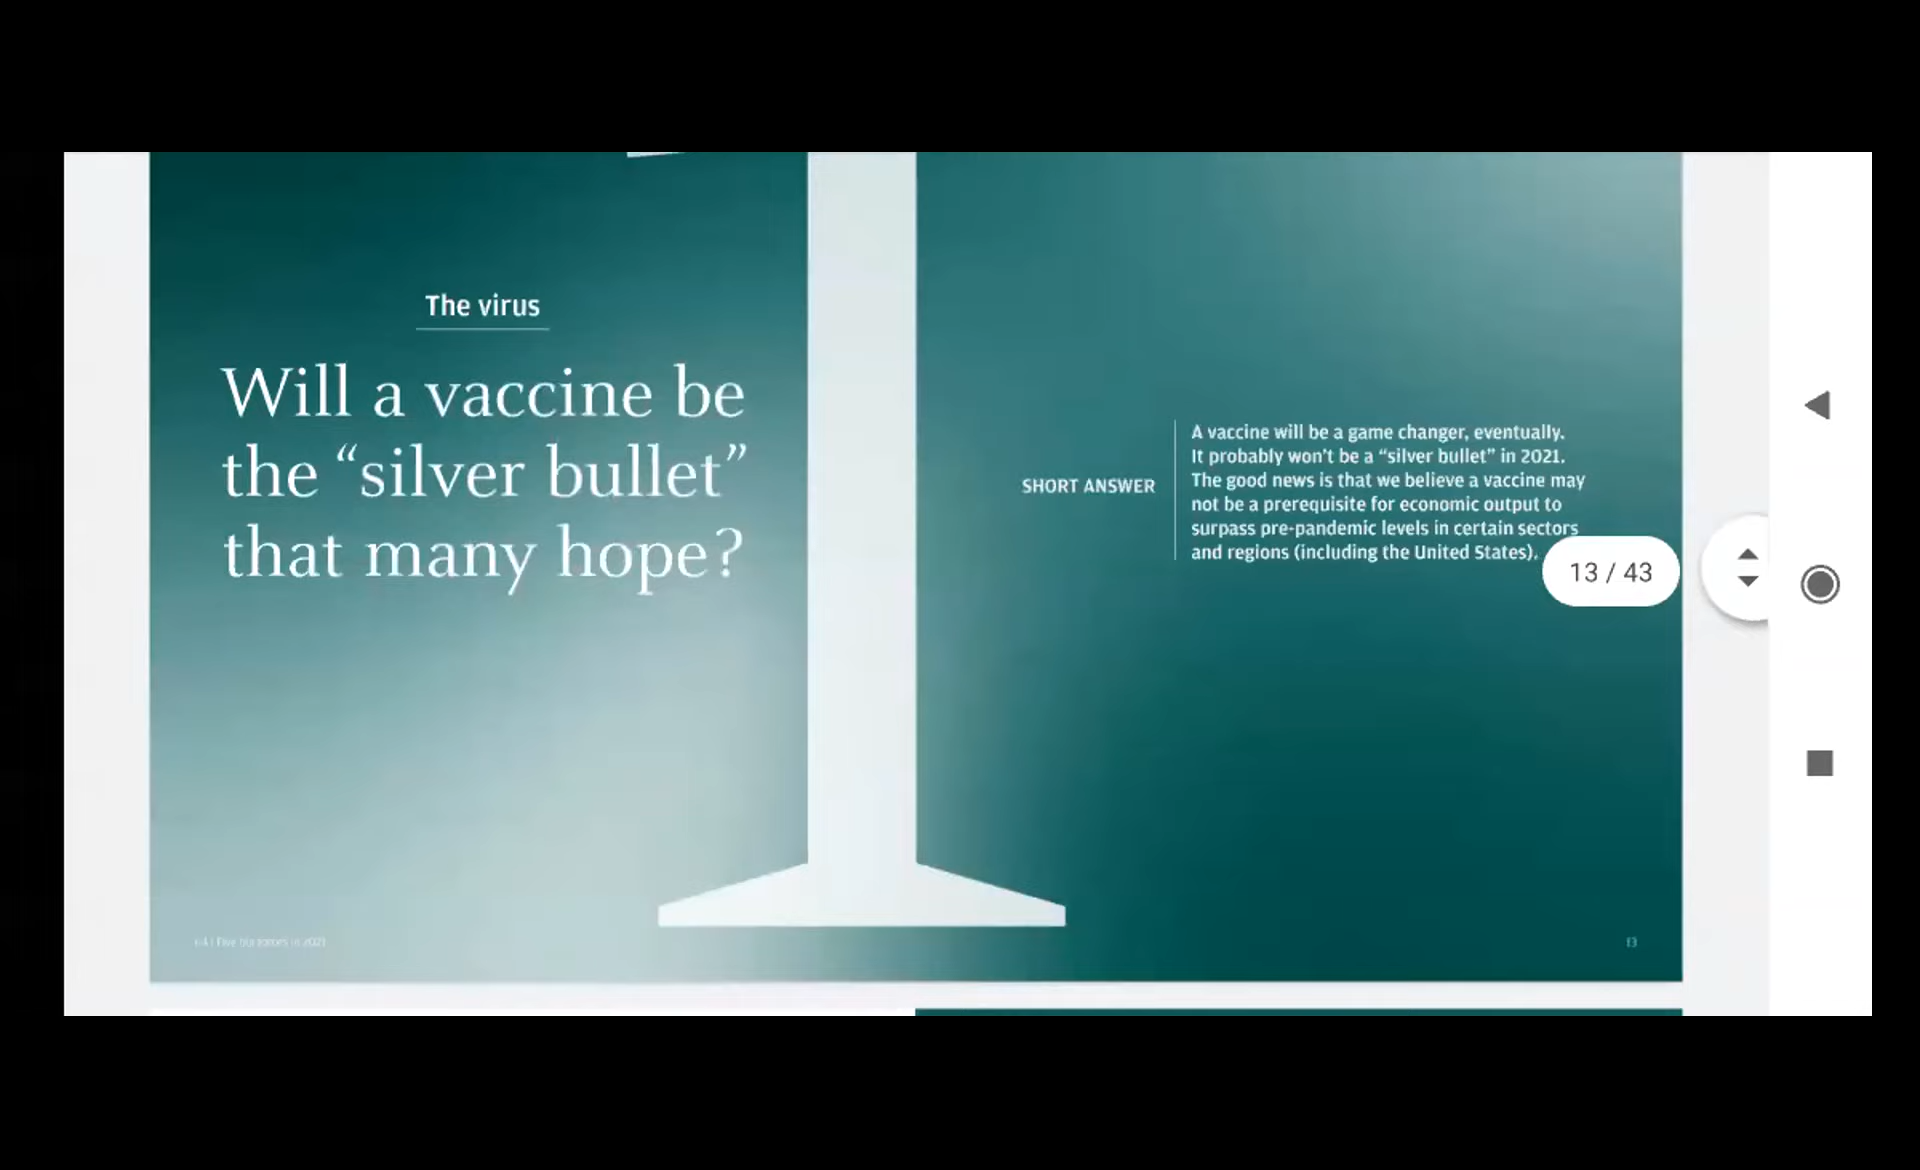 The virus
Will a vaccine be
the “silver bullet”
that many hope?
SHORT ANSWER
A vaccine will be a game changer, eventually.
It probably won’t be a “silver bullet” in 2021.
The good news is that we believe a vaccine may
not be a prerequisite for economic output to
surpass pre-pandemic levels in certain sectors
and regions (including the United States).
13 / 43
in 2021
13